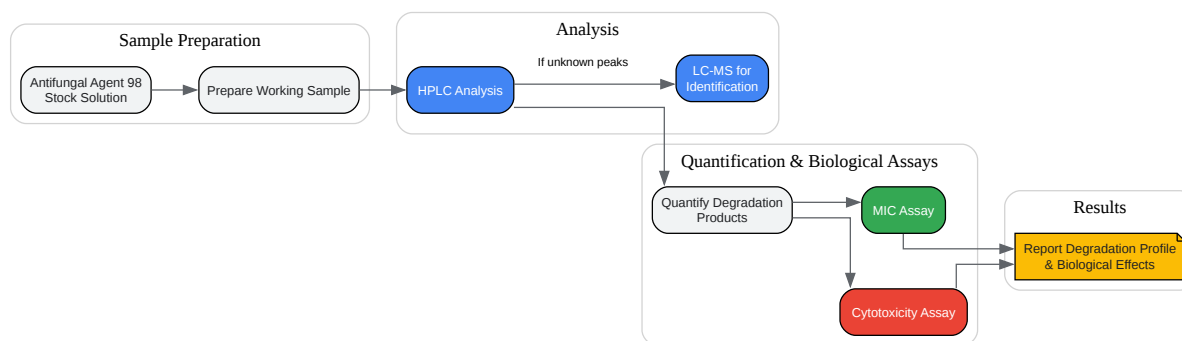 Sample Preparation
Antifungal Agent 98
Stock Solution
Prepare Working Sample
Analysis
HPLC Analysis
If unknown peaks
LC-MS for
Identification
Quantification & Biological Assays
Quantify Degradation
Products
MIC Assay
Cytotoxicity Assay
Results
Report Degradation Profile
& Biological Effects